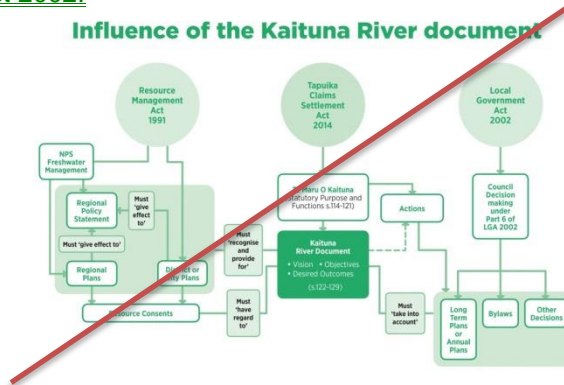 Influence of the Kaituna River document
Resource
Management
Act
1991
Tapuika
Claims
Settlement
Act
2014
Local
Government
Act
2002
NPS
Freshwater
Management
Regional
Policy
Statement
Must
'give
effect
to'
Must 'give effect to'
Regional
Plans
Plans
Resource Consents
Maru O Kaituna
(Statutory Purpose and
Functions s.114-121)
Actions
Must
'recognise
and
provide
for'
Kaituna
River Document
• Vision • Objectives
• Desired Outcomes
(s.122-129)
Must
'have
regard
to'
Must
'take into
account'
Council
Decision
making
under
Part 6 of
LGA 2002
Long
Term
Plans
or
Annual
Plans
Bylaws
Other
Decisions